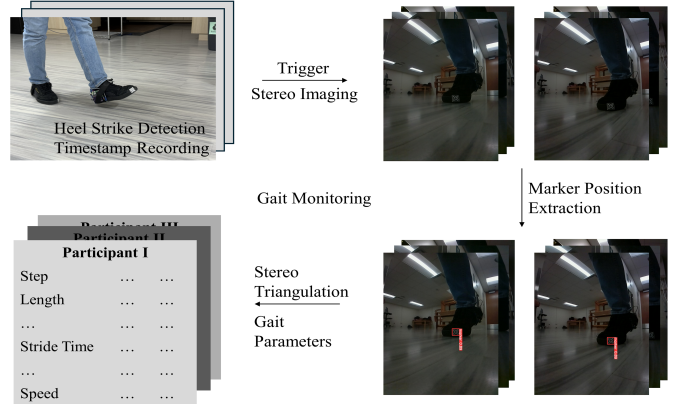 Heel Strike Detection
Timestamp Recording
Trigger
Stereo Imaging
Marker Position
Extraction
Gait Monitoring
Stereo
Triangulation
Gait
Parameters
Participant III
Participant II
Participant I
Step … …
Length … …
… … …
Stride Time … …
… … …
Speed … …